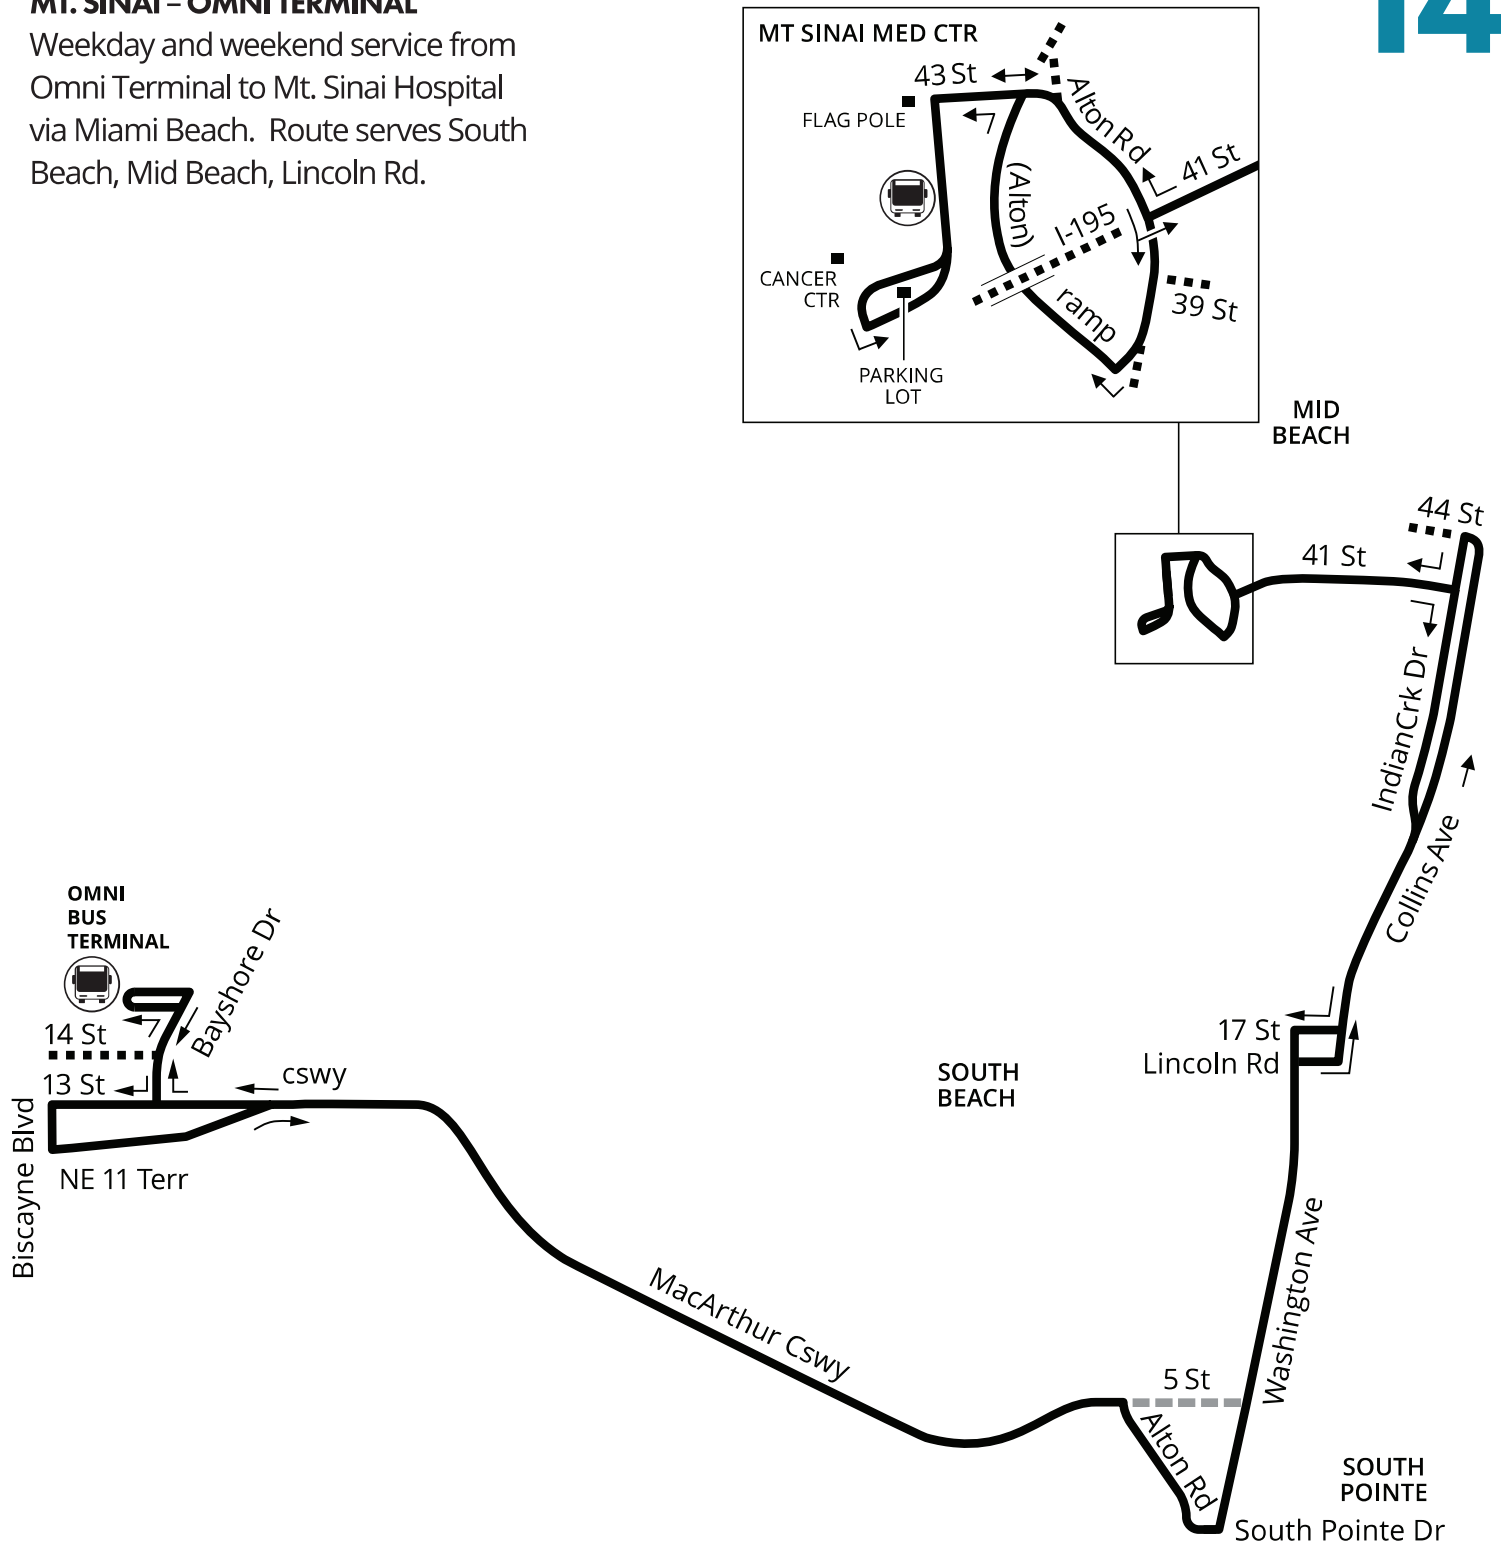 MT. SINAI – OMNI TERMINAL
14
Weekday and weekend service from
Omni Terminal to Mt. Sinai Hospital
via Miami Beach. Route serves South
Beach, Mid Beach, Lincoln Rd.
MT SINAI MED CTR
43 St
FLAG POLE
Alton Rd
41 St
(Alton)
I-195
CANCER
CTR
ramp
39 St
PARKING
LOT
MID
BEACH
44 St
41 St
IndianCrk Dr
Collins Ave
OMNI
BUS
TERMINAL
Bayshore Dr
14 St
13 St
cswy
Biscayne Blvd
NE 11 Terr
17 St
Lincoln Rd
SOUTH
BEACH
Washington Ave
MacArthur Cswy
5 St
Alton Rd
SOUTH
POINTE
South Pointe Dr